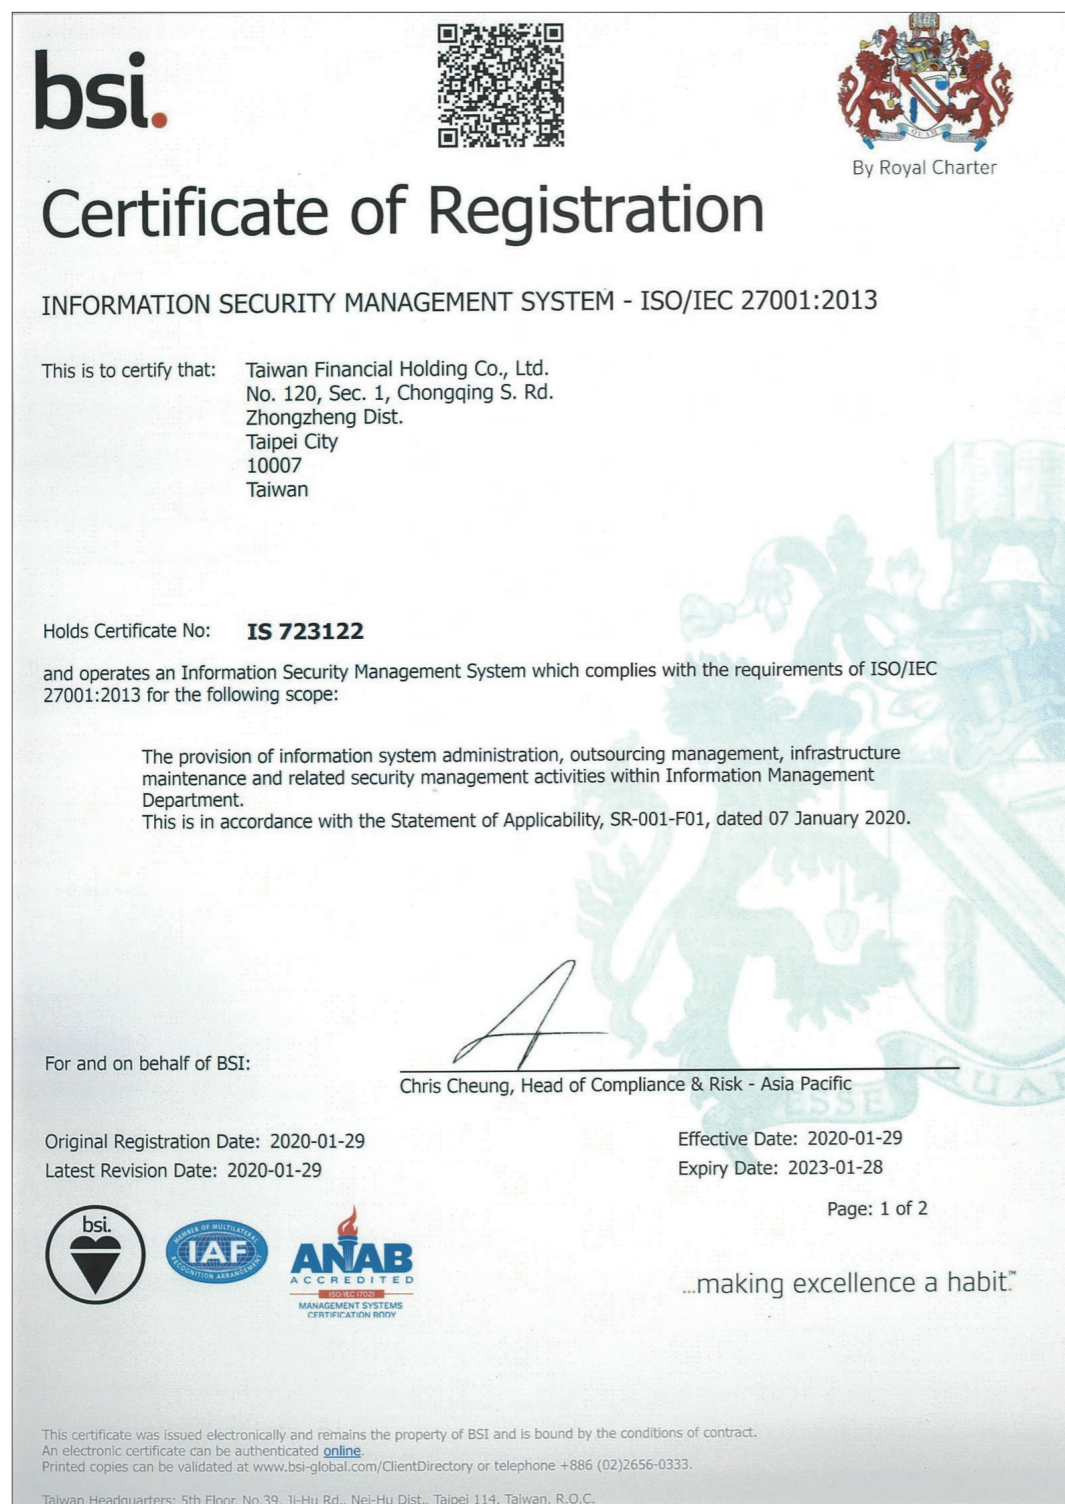 bsi.
By Royal Charter
Certificate of Registration
INFORMATION SECURITY MANAGEMENT SYSTEM - ISO/IEC 27001:2013
This is to certify that:
Taiwan Financial Holding Co., Ltd.
No. 120, Sec. 1, Chongqing S. Rd.
Zhongzheng Dist.
Taipei City
10007
Taiwan
Holds Certificate No: IS 723122
and operates an Information Security Management System which complies with the requirements of ISO/IEC
27001:2013 for the following scope:
The provision of information system administration, outsourcing management, infrastructure
maintenance and related security management activities within Information Management
Department.
This is in accordance with the Statement of Applicability, SR-001-F01, dated 07 January 2020.
For and on behalf of BSI:
Chris Cheung, Head of Compliance & Risk - Asia Pacific
ESSE
Original Registration Date: 2020-01-29
Effective Date: 2020-01-29
Latest Revision Date: 2020-01-29
Expiry Date: 2023-01-28
Page: 1 of 2
bsi.
MEMBER OF MULTILATERAL
IAF
RECOGNITION ARRANGEMENT
ANAB
ACCREDITED
ISO/IEC 17021
MANAGEMENT SYSTEMS
CERTIFICATION BODY
...making excellence a habit.™
This certificate was issued electronically and remains the property of BSI and is bound by the conditions of contract.
An electronic certificate can be authenticated online.
Printed copies can be validated at www.bsi-global.com/ClientDirectory or telephone +886 (02)2656-0333.
Taiwan Headquarters: 5th Floor, No.39, Ji-Hu Rd., Nei-Hu Dist., Taipei 114, Taiwan, R.O.C.